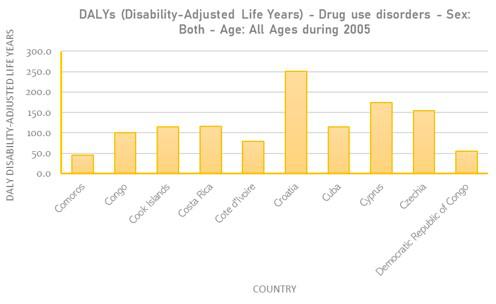 DALYs (Disability-Adjusted Life Years) - Drug use disorders - Sex:
Both - Age: All Ages during 2005
DALY DISABILITY-ADJUSTED LIFE YEARS
300.0
250.0
200.0
150.0
100.0
50.0
0.0
Comoros
Congo
Cook Islands
Costa Rica
Cote d'Ivoire
Croatia
Cuba
Cyprus
Czechia
Democratic Republic of Congo
COUNTRY